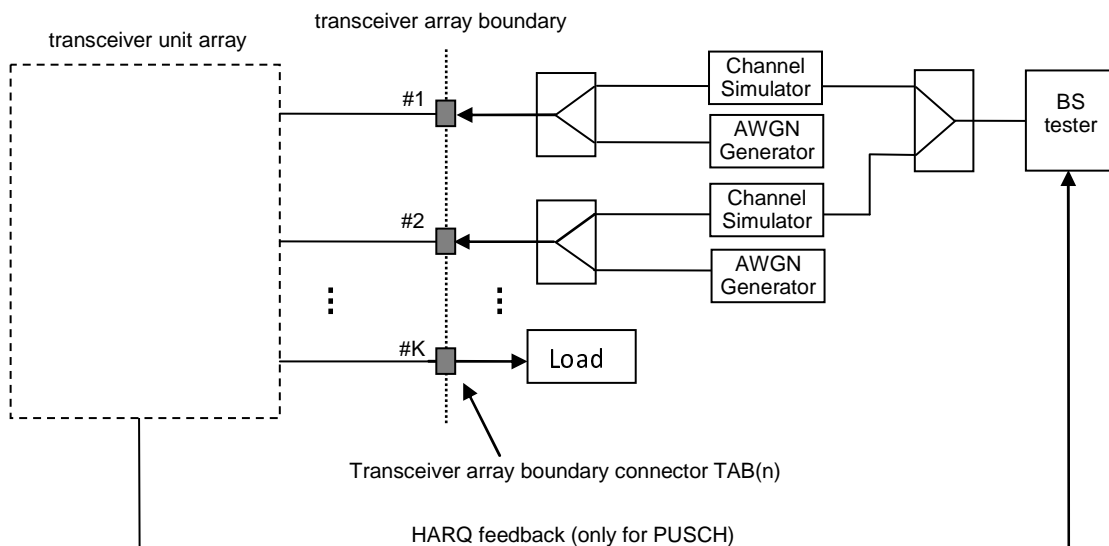 transceiver array boundary
transceiver unit array
Channel
Simulator
BS
tester
#1
AWGN
Generator
Channel
Simulator
#2
AWGN
Generator
#K
Load
Transceiver array boundary connector TAB(n)
HARQ feedback (only for PUSCH)